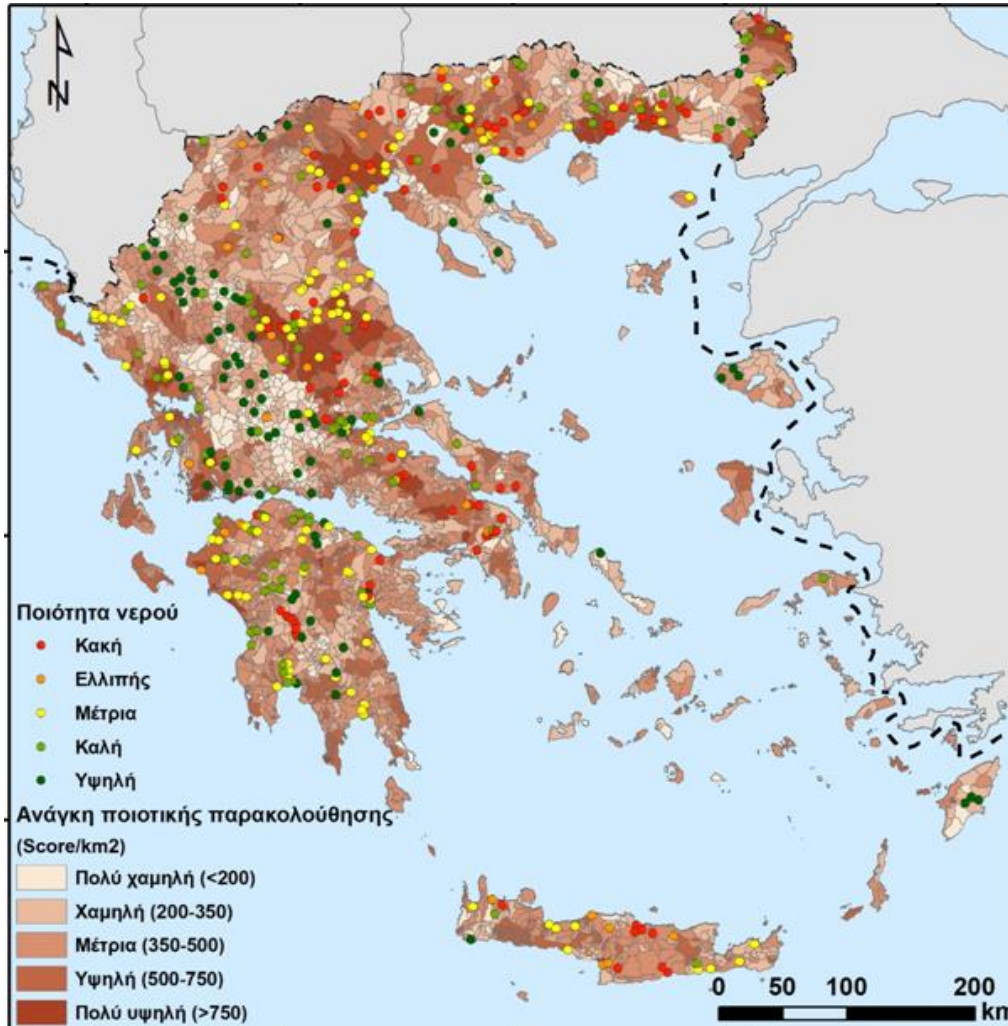 N
Ποιότητα νερού
Κακή
Ελλιπής
Μέτρια
Καλή
Υψηλή
Ανάγκη ποιοτικής παρακολούθησης
(Score/km2)
Πολύ χαμηλή (<200)
Χαμηλή (200-350)
Μέτρια (350-500)
Υψηλή (500-750)
Πολύ υψηλή (>750)
0 50 100 200
km